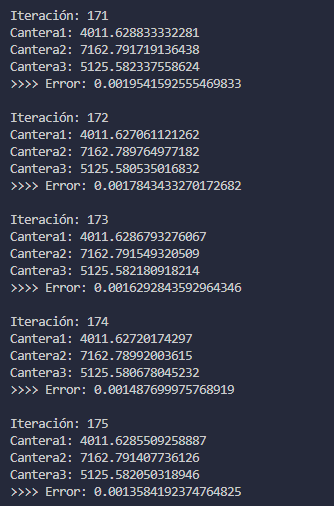 Iteración: 171
Cantera1: 4011.628833332281
Cantera2: 7162.791719136438
Cantera3: 5125.582337558624
>>>> Error: 0.0019541592555469833
Iteración: 172
Cantera1: 4011.627061121262
Cantera2: 7162.789764977182
Cantera3: 5125.580535016832
>>>> Error: 0.0017843433270172682
Iteración: 173
Cantera1: 4011.6286793276067
Cantera2: 7162.791549320509
Cantera3: 5125.582180918214
>>>> Error: 0.0016292843592964346
Iteración: 174
Cantera1: 4011.62720174297
Cantera2: 7162.78992003615
Cantera3: 5125.580678045232
>>>> Error: 0.001487699975768919
Iteración: 175
Cantera1: 4011.6285509258887
Cantera2: 7162.791407736126
Cantera3: 5125.582050318946
>>>> Error: 0.0013584192374764825